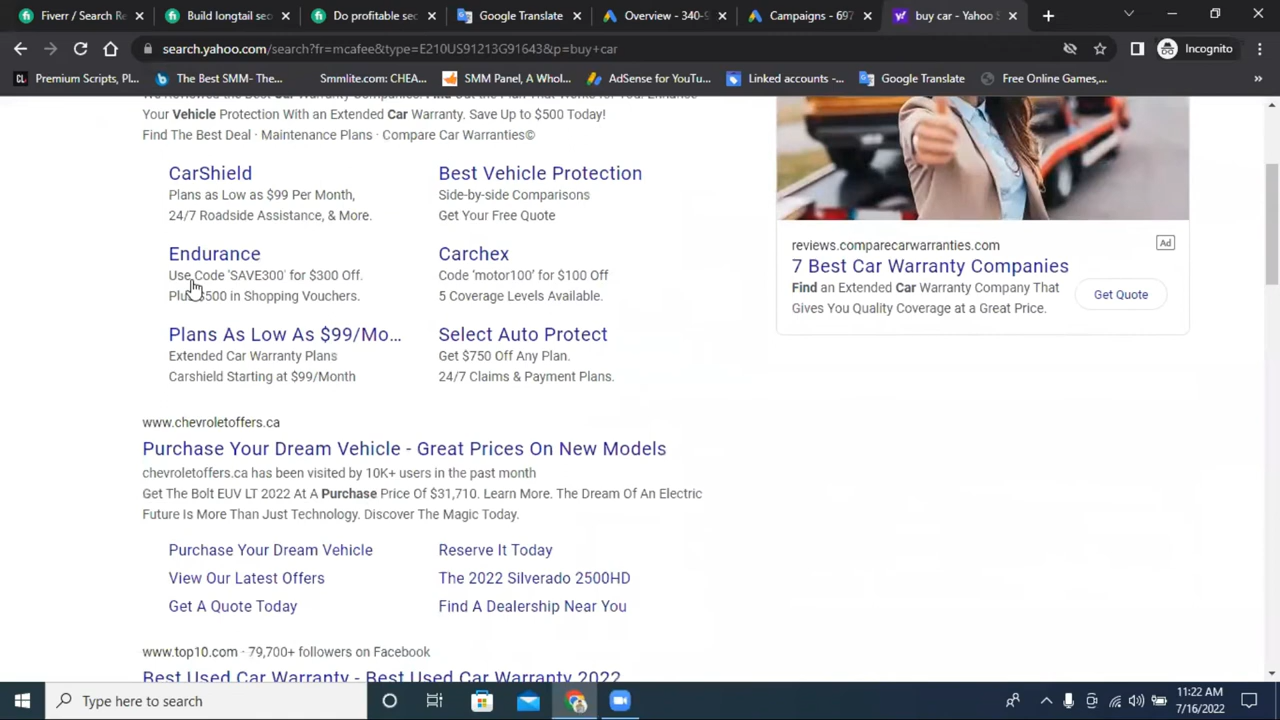 Fiverr / Search Re
Build longtail sec
Do profitable sec
Google Translate
Overview - 340-9
Campaigns - 697
buy car - Yahoo S
search.yahoo.com/search?fr=mcafee&type=E210US91213G91643&p=buy+car
Incognito
Premium Scripts, Pl...
The Best SMM- The...
Smmlite.com: CHEA...
SMM Panel, A Whol...
AdSense for YouTu...
Linked accounts -...
Google Translate
Free Online Games,...
Your Vehicle Protection With an Extended Car Warranty. Save Up to $500 Today!
Find The Best Deal · Maintenance Plans · Compare Car Warranties©
CarShield
Plans as Low as $99 Per Month,
24/7 Roadside Assistance, & More.
Best Vehicle Protection
Side-by-side Comparisons
Get Your Free Quote
Endurance
Use Code 'SAVE300' for $300 Off.
Plus $500 in Shopping Vouchers.
Carchex
Code 'motor100' for $100 Off
5 Coverage Levels Available.
Plans As Low As $99/Mo...
Extended Car Warranty Plans
Carshield Starting at $99/Month
Select Auto Protect
Get $750 Off Any Plan.
24/7 Claims & Payment Plans.
www.chevroletoffers.ca
Purchase Your Dream Vehicle - Great Prices On New Models
chevroletoffers.ca has been visited by 10K+ users in the past month
Get The Bolt EUV LT 2022 At A Purchase Price Of $31,710. Learn More. The Dream Of An Electric
Future Is More Than Just Technology. Discover The Magic Today.
Purchase Your Dream Vehicle
Reserve It Today
View Our Latest Offers
The 2022 Silverado 2500HD
Get A Quote Today
Find A Dealership Near You
www.top10.com · 79,700+ followers on Facebook
Best Used Car Warranty - Best Used Car Warranty 2022
reviews.comparecarwarranties.com
Ad
7 Best Car Warranty Companies
Find an Extended Car Warranty Company That
Gives You Quality Coverage at a Great Price.
Get Quote
Type here to search
11:22 AM
7/16/2022